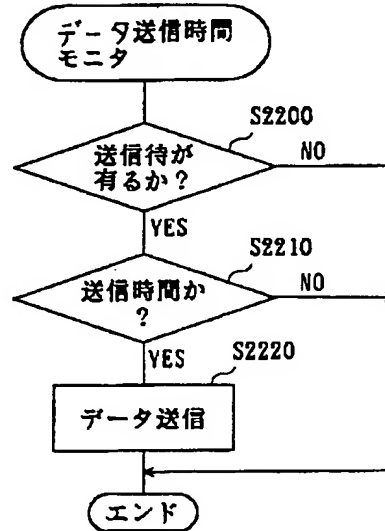 データ送信時間
モニタ
S2200
送信待が
有るか?
NO
YES
S2210
送信時間か
?
NO
YES
S2220
データ送信
エンド